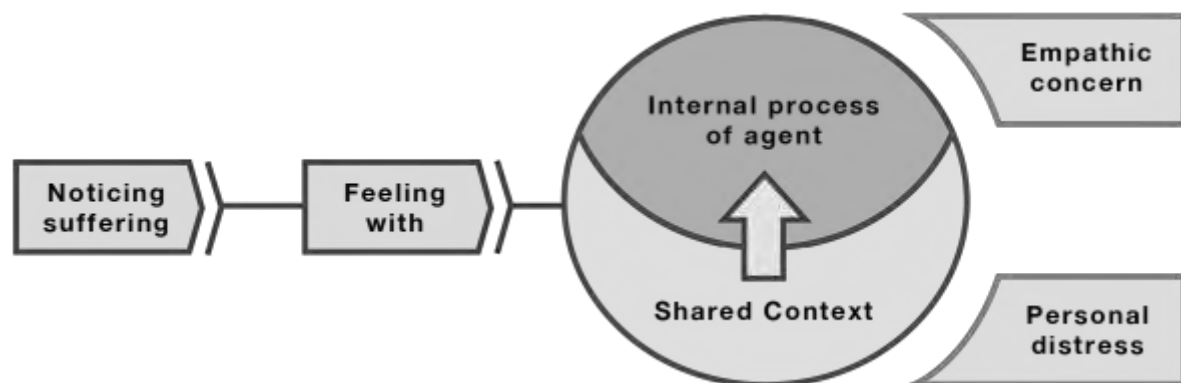 Noticing
suffering
Feeling
with
Internal process
of agent
Shared Context
Empathic
concern
Personal
distress